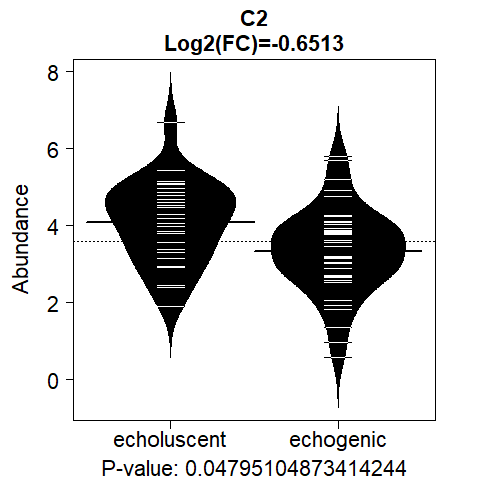 C2
Log2(FC)=-0.6513
8
6
4
2
0
Abundance
echoluscent echogenic
P-value: 0.04795104873414244